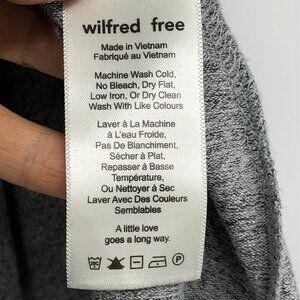 wilfred free
Made in Vietnam
Fabriqué au Vietnam
Machine Wash Cold,
No Bleach, Dry Flat,
Low Iron, Or Dry Clean
Wash With Like Colours
Laver À La Machine
à L'eau Froide,
Pas De Blanchiment,
Sécher à Plat,
Repasser à Basse
Température,
Ou Nettoyer à Sec
Laver Avec Des Couleurs
Semblables
A little love
goes a long way.
30C P